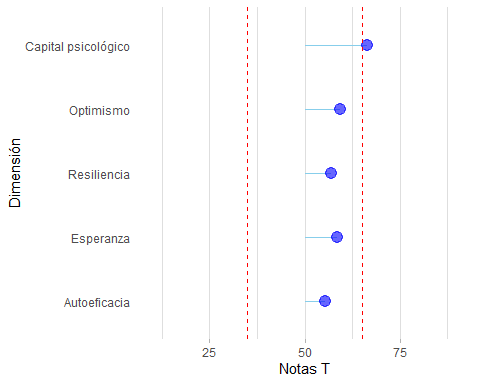 Capital psicológico
Optimismo
Resiliencia
Esperanza
Autoeficacia
Dimensión
25
50
75
Notas T